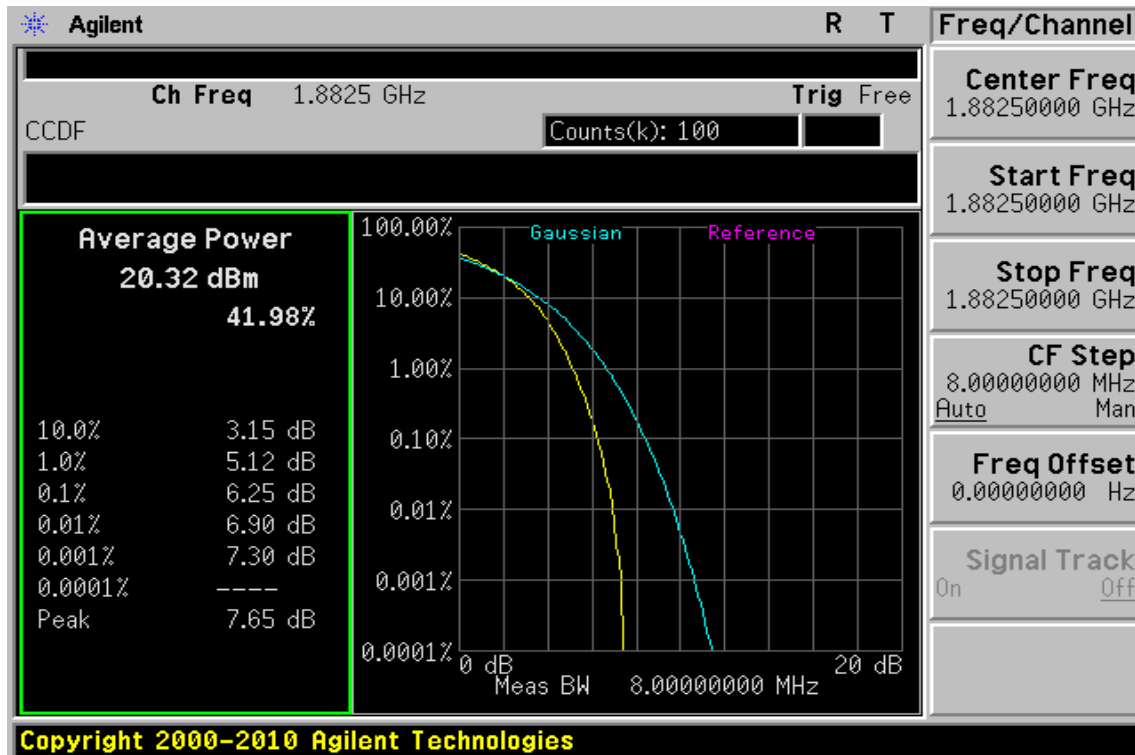 Agilent R T
Ch Freq 1.8825 GHz Trig Free
CCDF Counts(k): 100
Average Power
20.32 dBm
41.98%
10.0% 3.15 dB
1.0% 5.12 dB
0.1% 6.25 dB
0.01% 6.90 dB
0.001% 7.30 dB
0.0001% ----
Peak 7.65 dB
Gaussian Reference
100.00%
10.00%
1.00%
0.10%
0.01%
0.001%
0.0001%
0 dB 20 dB
Meas BW 8.00000000 MHz
Freq/Channel
Center Freq
1.88250000 GHz
Start Freq
1.88250000 GHz
Stop Freq
1.88250000 GHz
CF Step
8.00000000 MHz
Auto Man
Freq Offset
0.00000000 Hz
Signal Track
On Off
Copyright 2000-2010 Agilent Technologies